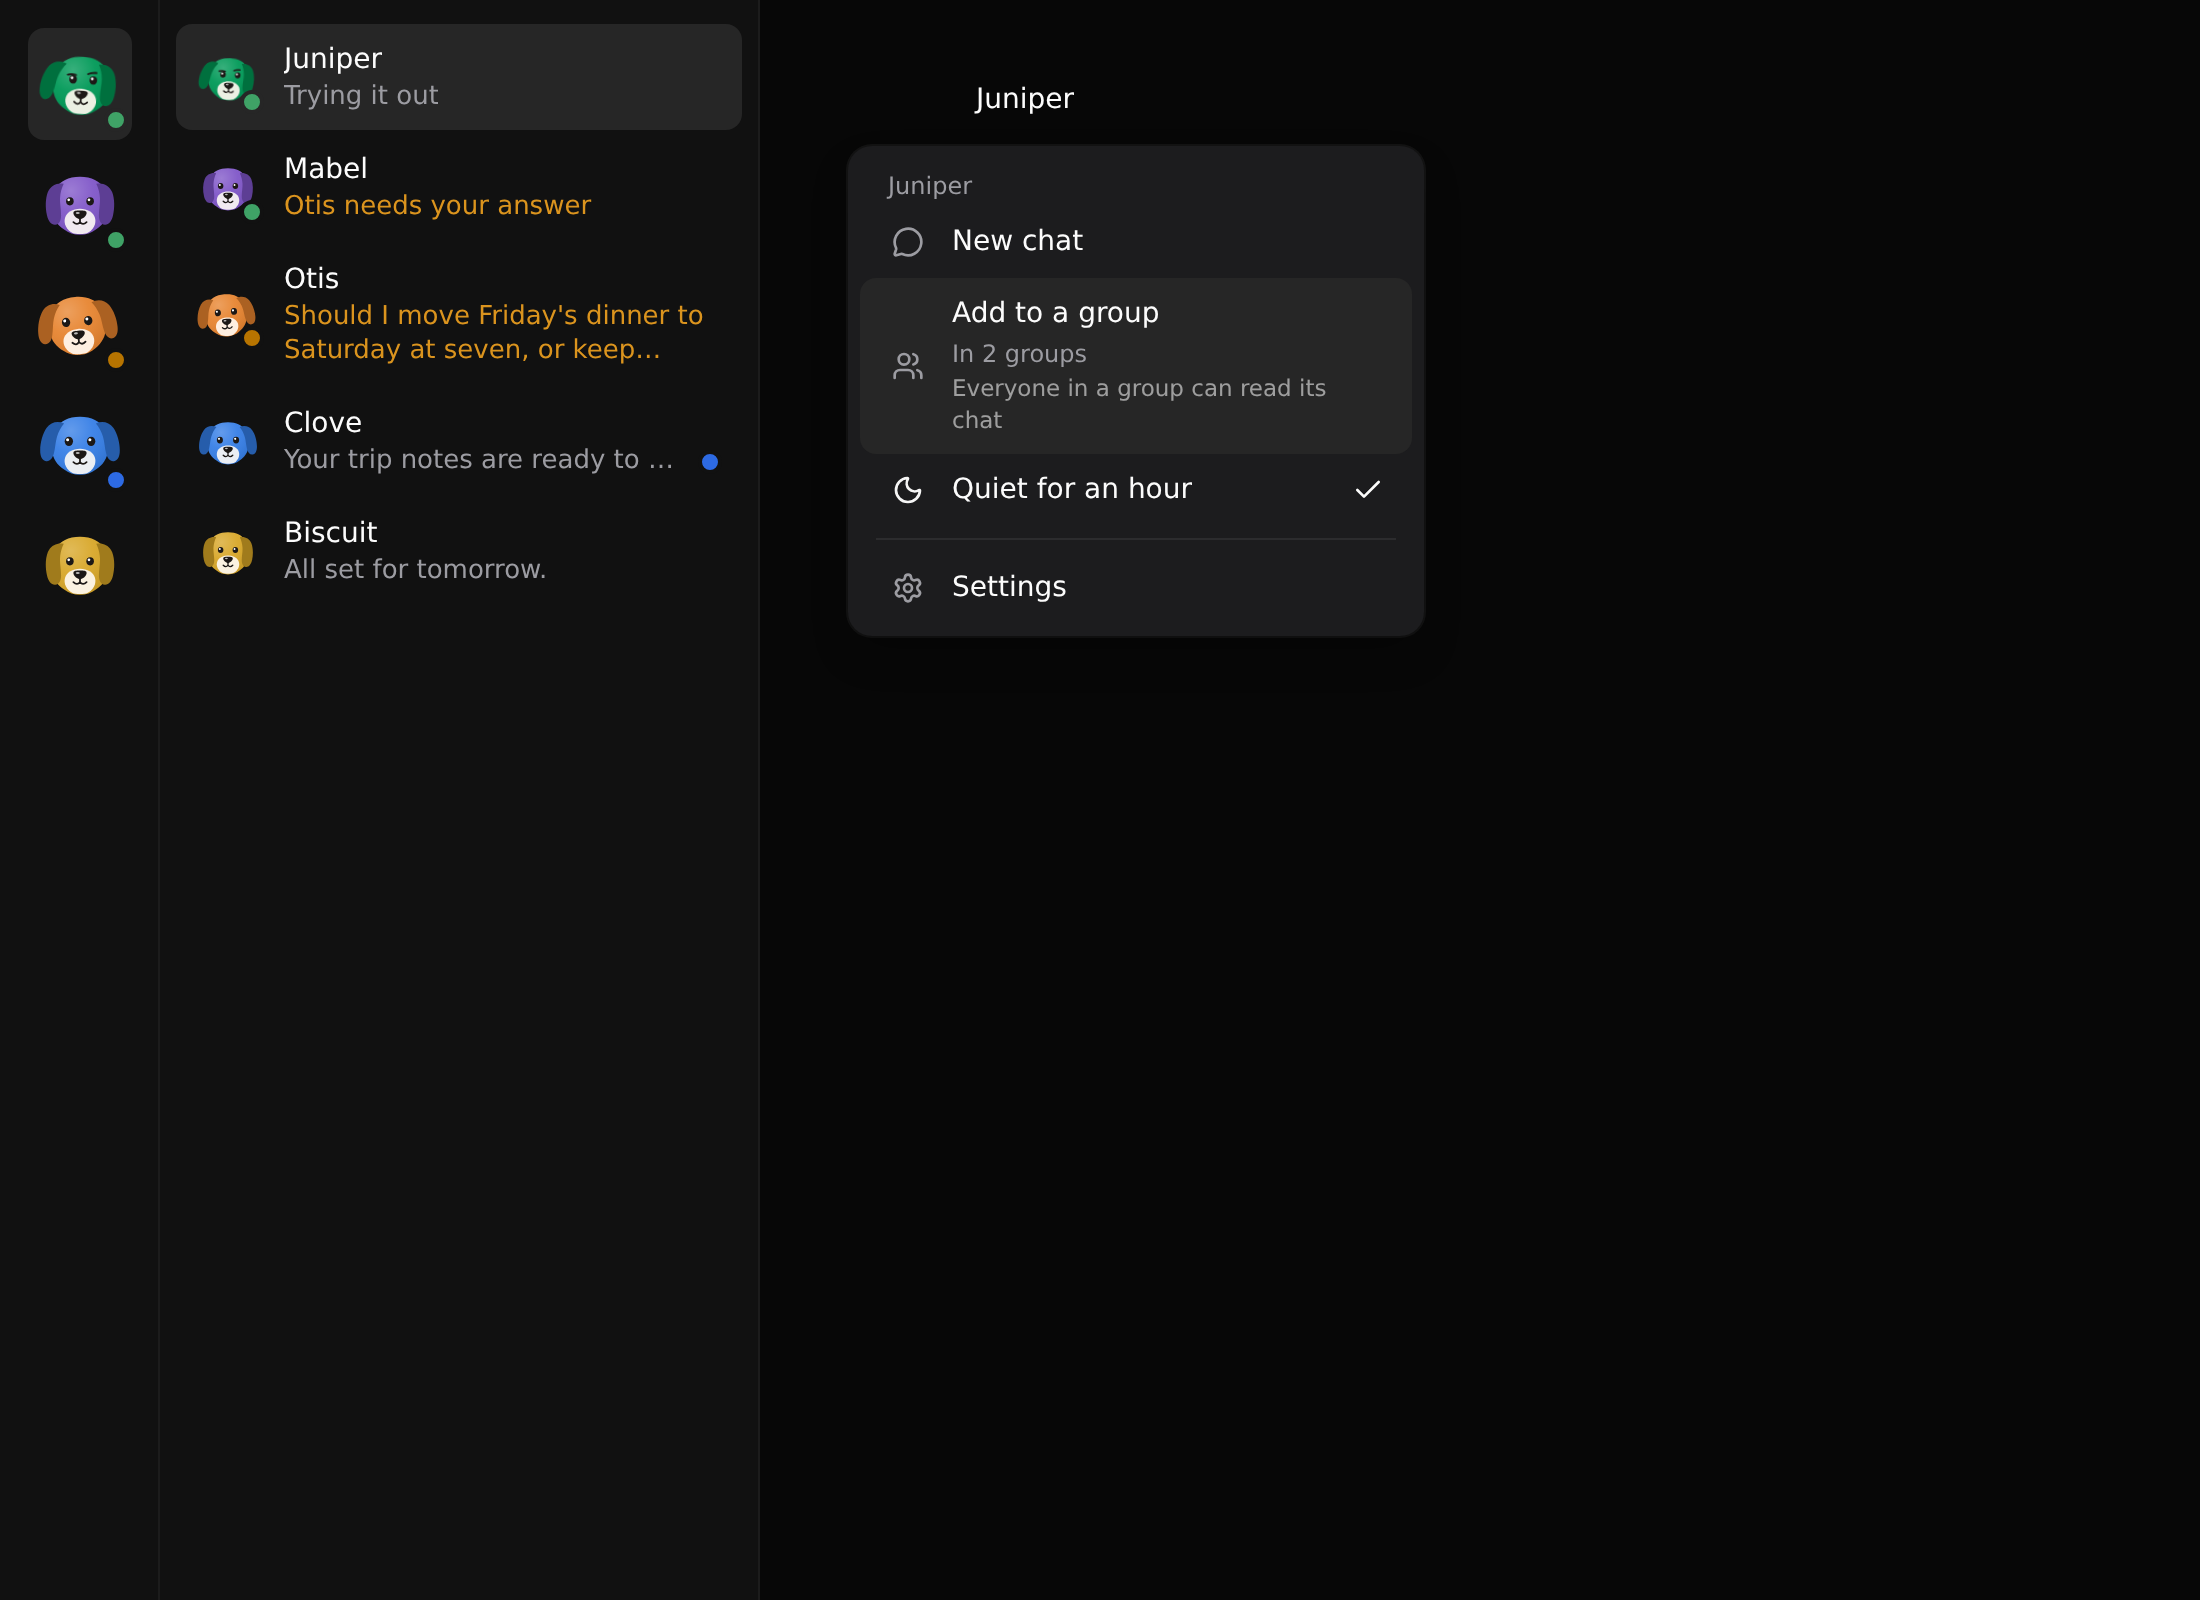 Juniper
Trying it out
Mabel
Otis needs your answer
Otis
Should I move Friday's dinner to
Saturday at seven, or keep…
Clove
Your trip notes are ready to …
Biscuit
All set for tomorrow.
Juniper
Juniper
New chat
Add to a group
In 2 groups
Everyone in a group can read its
chat
Quiet for an hour
Settings